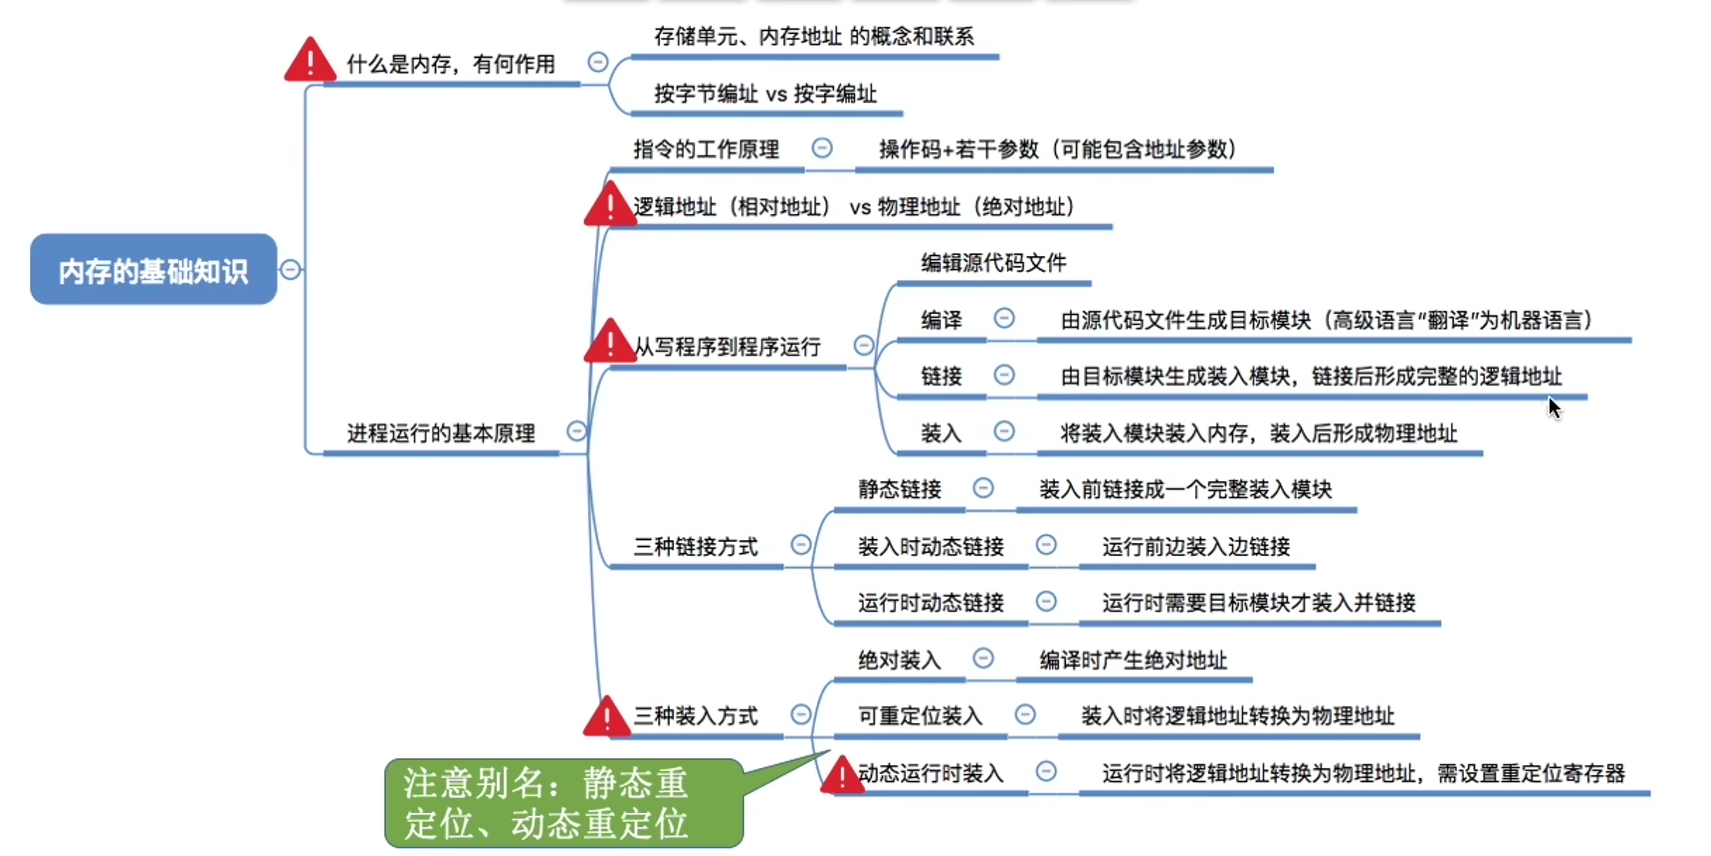 什么是内存，有何作用
存储单元、内存地址 的概念和联系
按字节编址 vs 按字编址
内存的基础知识
进程运行的基本原理
指令的工作原理
操作码+若干参数（可能包含地址参数）
逻辑地址（相对地址） vs 物理地址（绝对地址）
从写程序到程序运行
编辑源代码文件
编译
由源代码文件生成目标模块（高级语言“翻译”为机器语言）
链接
由目标模块生成装入模块，链接后形成完整的逻辑地址
装入
将装入模块装入内存，装入后形成物理地址
三种链接方式
静态链接
装入前链接成一个完整装入模块
装入时动态链接
运行前边装入边链接
运行时动态链接
运行时需要目标模块才装入并链接
三种装入方式
绝对装入
编译时产生绝对地址
可重定位装入
装入时将逻辑地址转换为物理地址
动态运行时装入
运行时将逻辑地址转换为物理地址，需设置重定位寄存器
注意别名：静态重
定位、动态重定位